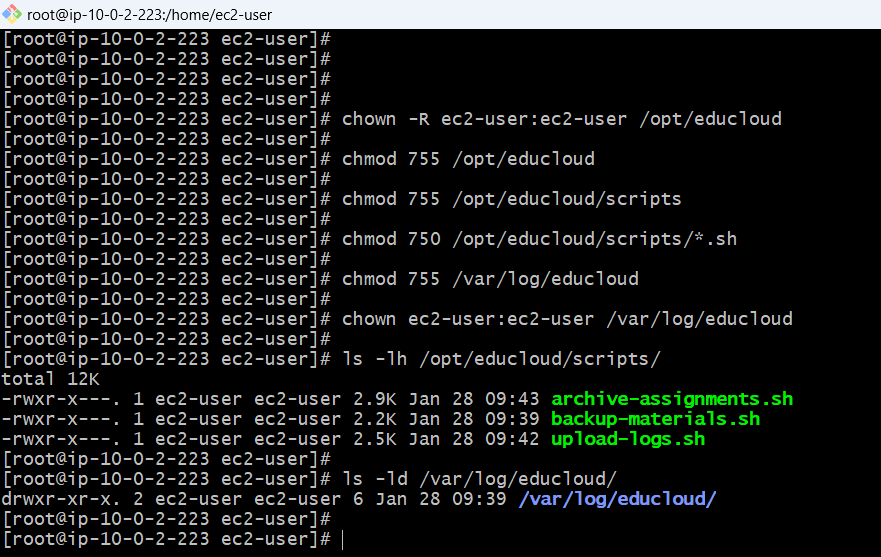 root@ip-10-0-2-223:/home/ec2-user
[root@ip-10-0-2-223 ec2-user]#
[root@ip-10-0-2-223 ec2-user]#
[root@ip-10-0-2-223 ec2-user]#
[root@ip-10-0-2-223 ec2-user]#
[root@ip-10-0-2-223 ec2-user]# chown -R ec2-user:ec2-user /opt/educloud
[root@ip-10-0-2-223 ec2-user]#
[root@ip-10-0-2-223 ec2-user]# chmod 755 /opt/educloud
[root@ip-10-0-2-223 ec2-user]#
[root@ip-10-0-2-223 ec2-user]# chmod 755 /opt/educloud/scripts
[root@ip-10-0-2-223 ec2-user]#
[root@ip-10-0-2-223 ec2-user]# chmod 750 /opt/educloud/scripts/*.sh
[root@ip-10-0-2-223 ec2-user]#
[root@ip-10-0-2-223 ec2-user]# chmod 755 /var/log/educloud
[root@ip-10-0-2-223 ec2-user]#
[root@ip-10-0-2-223 ec2-user]# chown ec2-user:ec2-user /var/log/educloud
[root@ip-10-0-2-223 ec2-user]#
[root@ip-10-0-2-223 ec2-user]# ls -lh /opt/educloud/scripts/
total 12K
-rwxr-x---. 1 ec2-user ec2-user 2.9K Jan 28 09:43 archive-assignments.sh
-rwxr-x---. 1 ec2-user ec2-user 2.2K Jan 28 09:39 backup-materials.sh
-rwxr-x---. 1 ec2-user ec2-user 2.5K Jan 28 09:42 upload-logs.sh
[root@ip-10-0-2-223 ec2-user]#
[root@ip-10-0-2-223 ec2-user]# ls -ld /var/log/educloud/
drwxr-xr-x. 2 ec2-user ec2-user 6 Jan 28 09:39 /var/log/educloud/
[root@ip-10-0-2-223 ec2-user]#
[root@ip-10-0-2-223 ec2-user]#